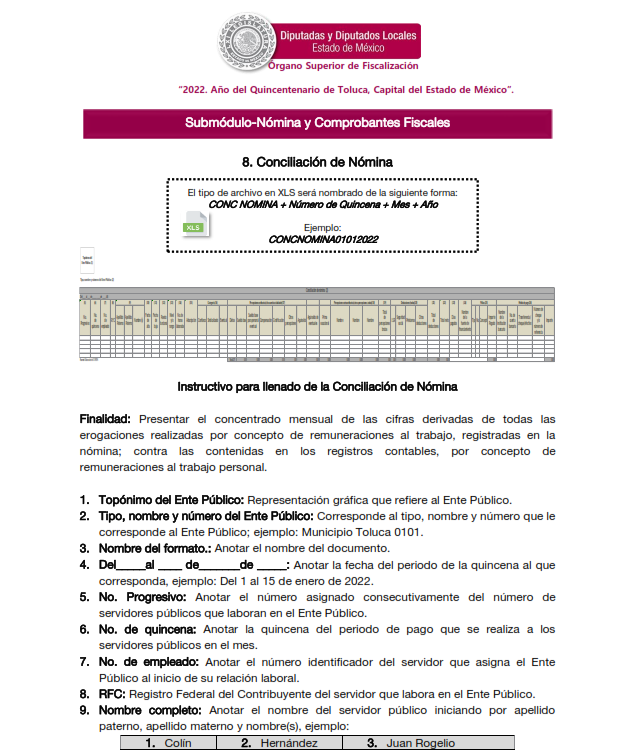 Diputadas y Diputados Locales
Estado de México
Órgano Superior de Fiscalización
“2022. Año del Quincentenario de Toluca, Capital del Estado de México”.
Submódulo-Nómina y Comprobantes Fiscales
8. Conciliación de Nómina
El tipo de archivo en XLS será nombrado de la siguiente forma:
CONC NOMINA + Número de Quincena + Mes + Año
XLS
Ejemplo:
CONCNOMINA01012022
Instructivo para llenado de la Conciliación de Nómina
Finalidad: Presentar el concentrado mensual de las cifras derivadas de todas las
erogaciones realizadas por concepto de remuneraciones al trabajo, registradas en la
nómina; contra las contenidas en los registros contables, por concepto de
remuneraciones al trabajo personal.
1. Topónimo del Ente Público: Representación gráfica que refiere al Ente Público.
2. Tipo, nombre y número del Ente Público: Corresponde al tipo, nombre y número que le
corresponde al Ente Público; ejemplo: Municipio Toluca 0101.
3. Nombre del formato.: Anotar el nombre del documento.
4. Del_____al ____ de_______de _____: Anotar la fecha del periodo de la quincena al que
corresponda, ejemplo: Del 1 al 15 de enero de 2022.
5. No. Progresivo: Anotar el número asignado consecutivamente del número de
servidores públicos que laboran en el Ente Público.
6. No. de quincena: Anotar la quincena del periodo de pago que se realiza a los
servidores públicos en el mes.
7. No. de empleado: Anotar el número identificador del servidor que asigna el Ente
Público al inicio de su relación laboral.
8. RFC: Registro Federal del Contribuyente del servidor que labora en el Ente Público.
9. Nombre completo: Anotar el nombre del servidor público iniciando por apellido
paterno, apellido materno y nombre(s), ejemplo:
1. Colín 2. Hernández 3. Juan Rogelio